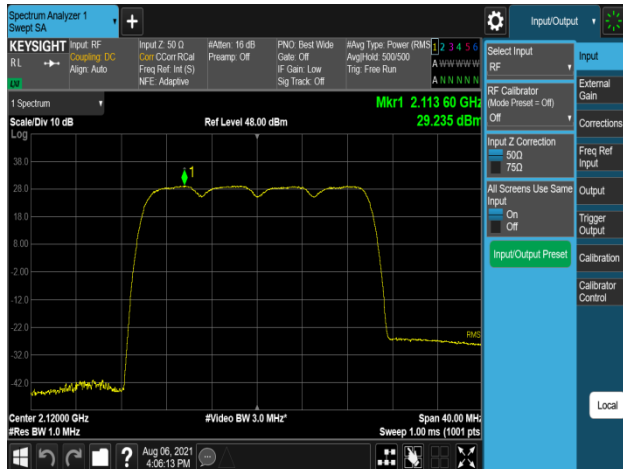 Spectrum Analyzer 1
Swept SA
+
Input/Output
KEYSIGHT
RL
Input: RF
Coupling: DC
Align: Auto
Input Z: 50 Ω
Corr CCorr RCal
Freq Ref: Int (S)
NFE: Adaptive
#Atten: 16 dB
Preamp: Off
PNO: Best Wide
Gate: Off
IF Gain: Low
Sig Track: Off
#Avg Type: Power (RMS
Avg|Hold: 500/500
Trig: Free Run
1 2 3 4 5 6
A W W W W W
A N N N N N
1 Spectrum
Mkr1 2.113 60 GHz
Scale/Div 10 dB
Ref Level 48.00 dBm
29.235 dBm
Log
1
38.0
28.0
18.0
8.00
-2.00
-12.0
-22.0
-32.0
-42.0
RMS
Center 2.12000 GHz
#Video BW 3.0 MHz*
Span 40.00 MHz
#Res BW 1.0 MHz
Sweep 1.00 ms (1001 pts
Select Input
RF
RF Calibrator
(Mode Preset = Off)
Off
Input Z Correction
50Ω
75Ω
All Screens Use Same
Input
On
Off
Input/Output Preset
Input
External
Gain
Corrections
Freq Ref
Input
Output
Trigger
Output
Calibration
Calibrator
Control
Local
?
Aug 06, 2021
4:06:13 PM